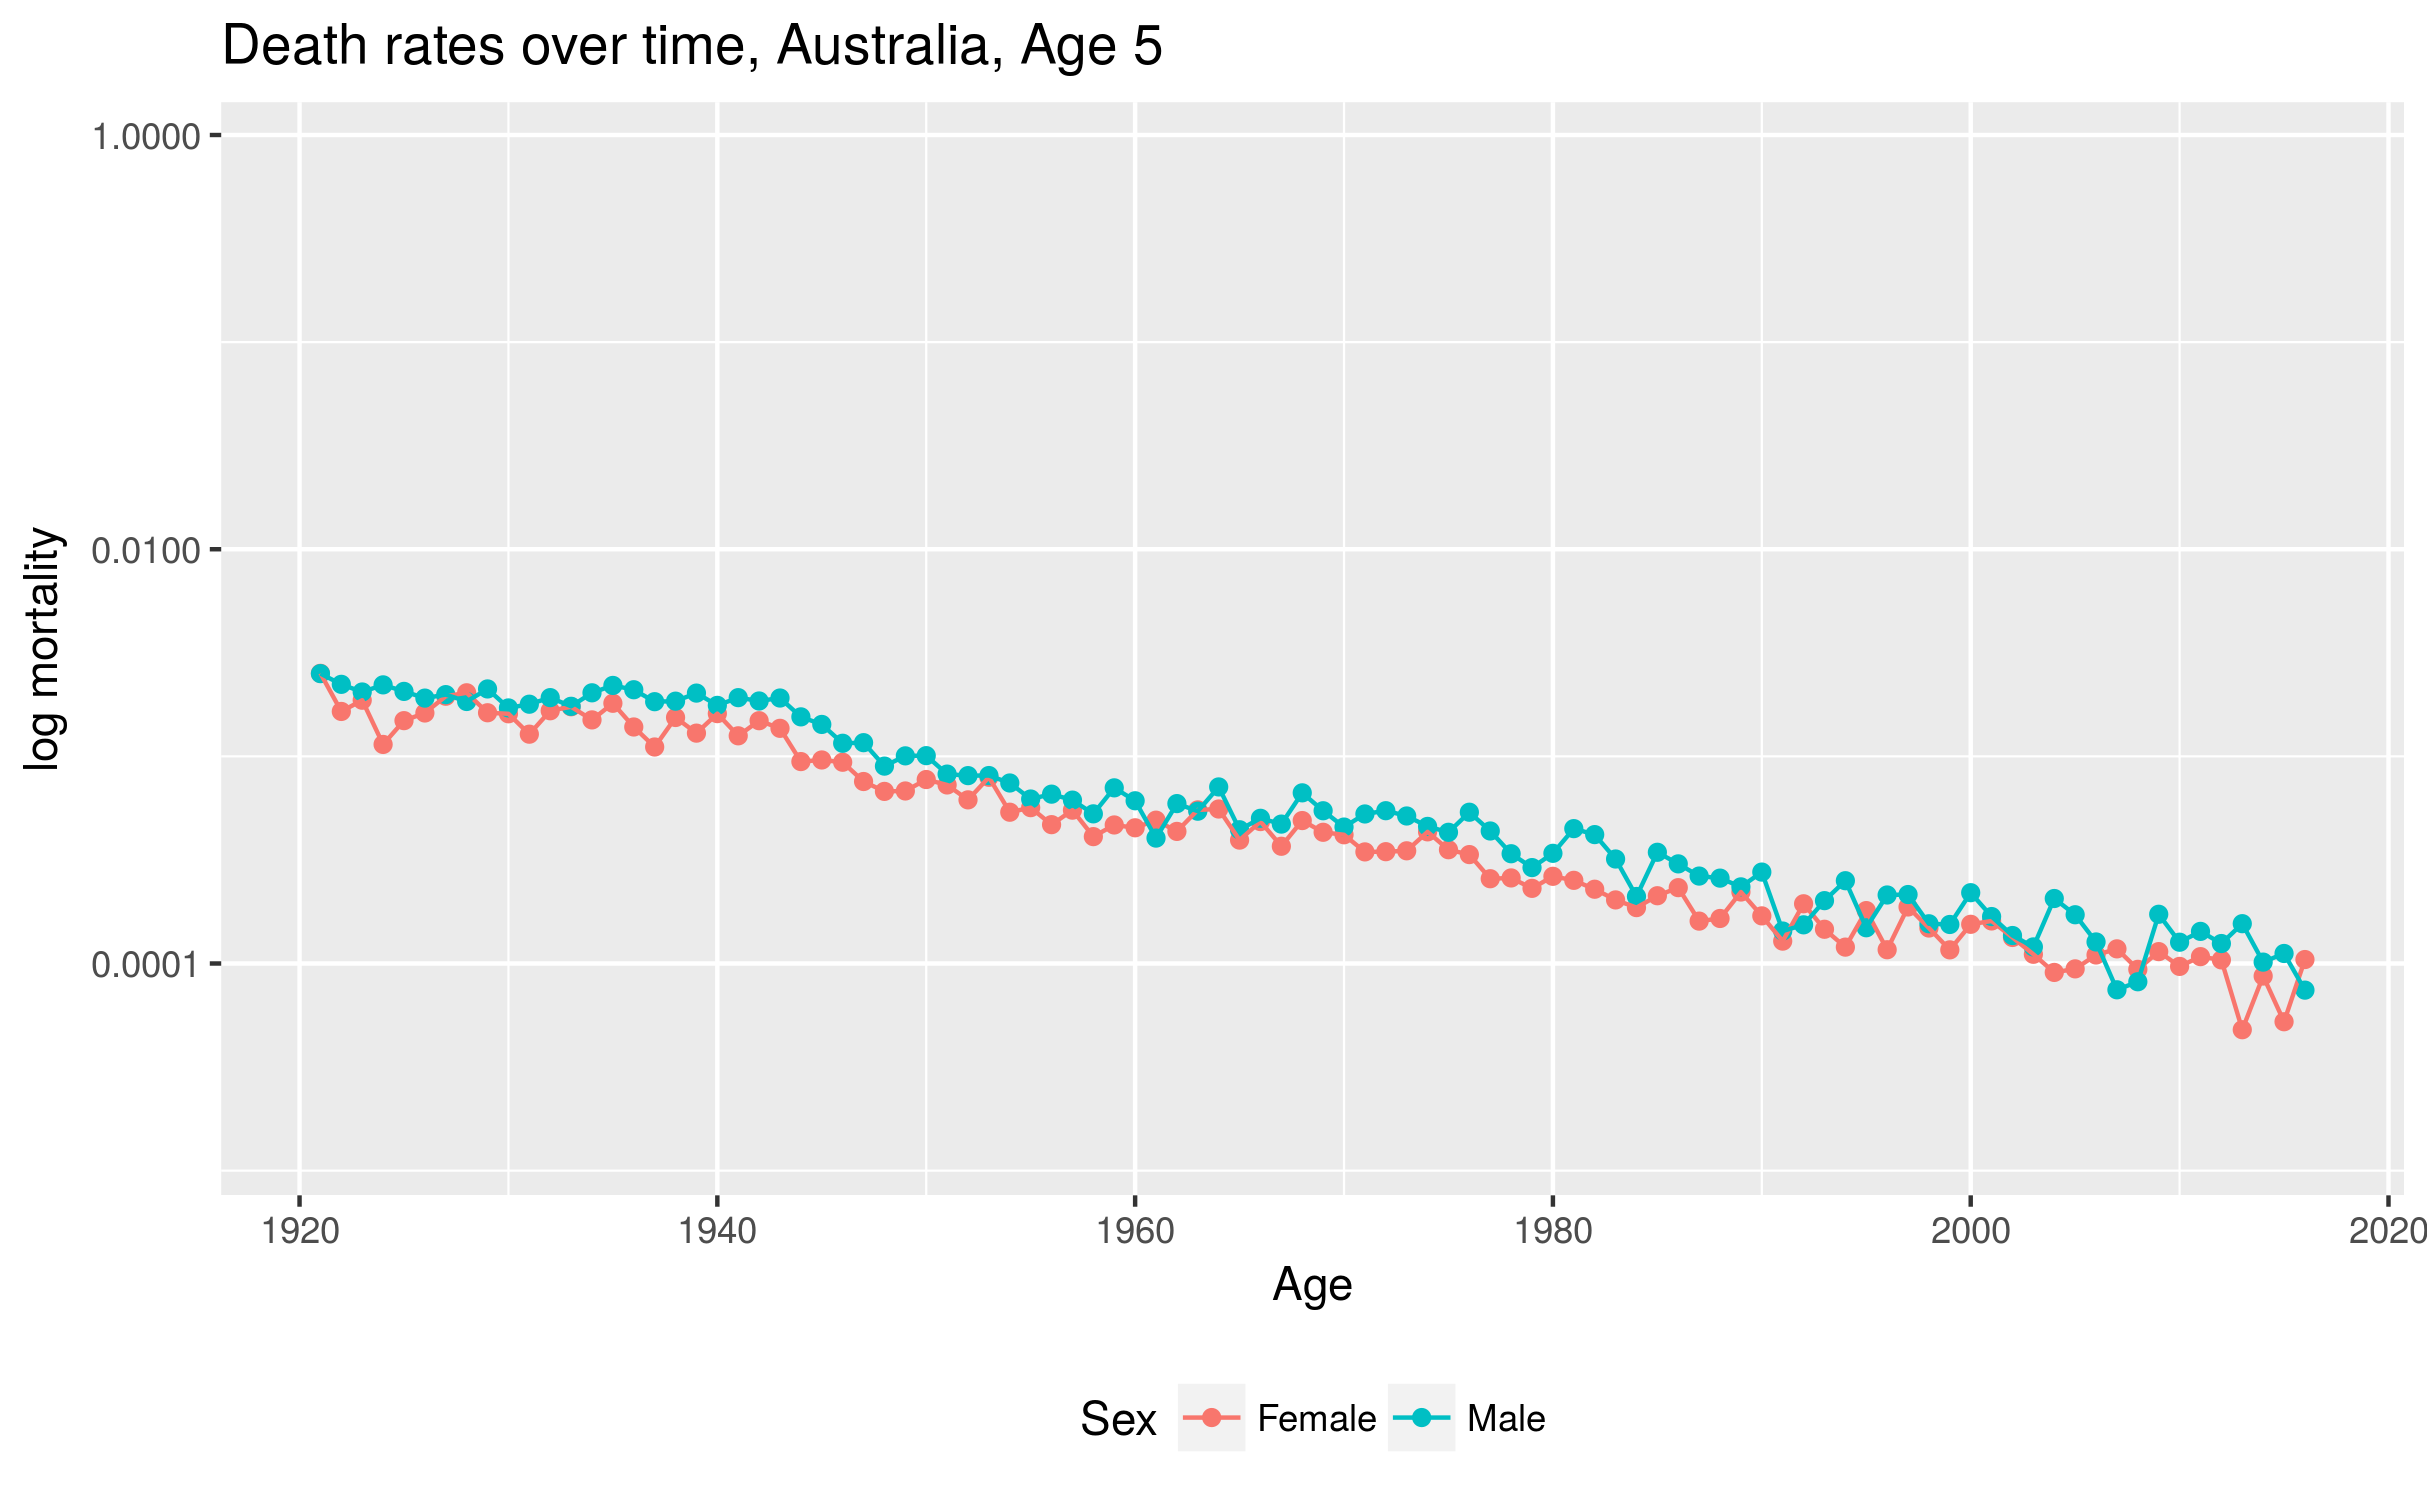 Death rates over time, Australia, Age 5
1.0000
0.0100
0.0001
log mortality
1920 1940 1960 1980 2000 2020
Age
Sex Female Male